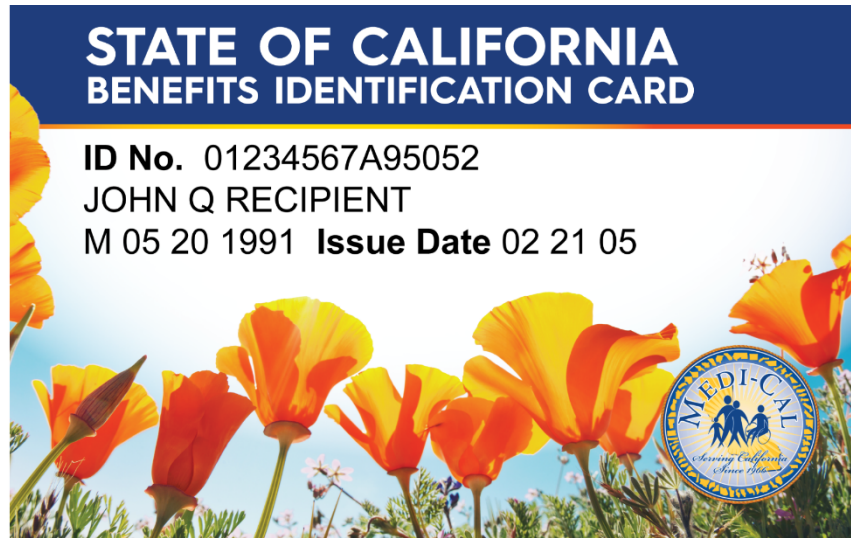 STATE OF CALIFORNIA
BENEFITS IDENTIFICATION CARD
ID No. 01234567A95052
JOHN Q RECIPIENT
M 05 20 1991 Issue Date 02 21 05
MEDI-CAL
Serving California
Since 1966